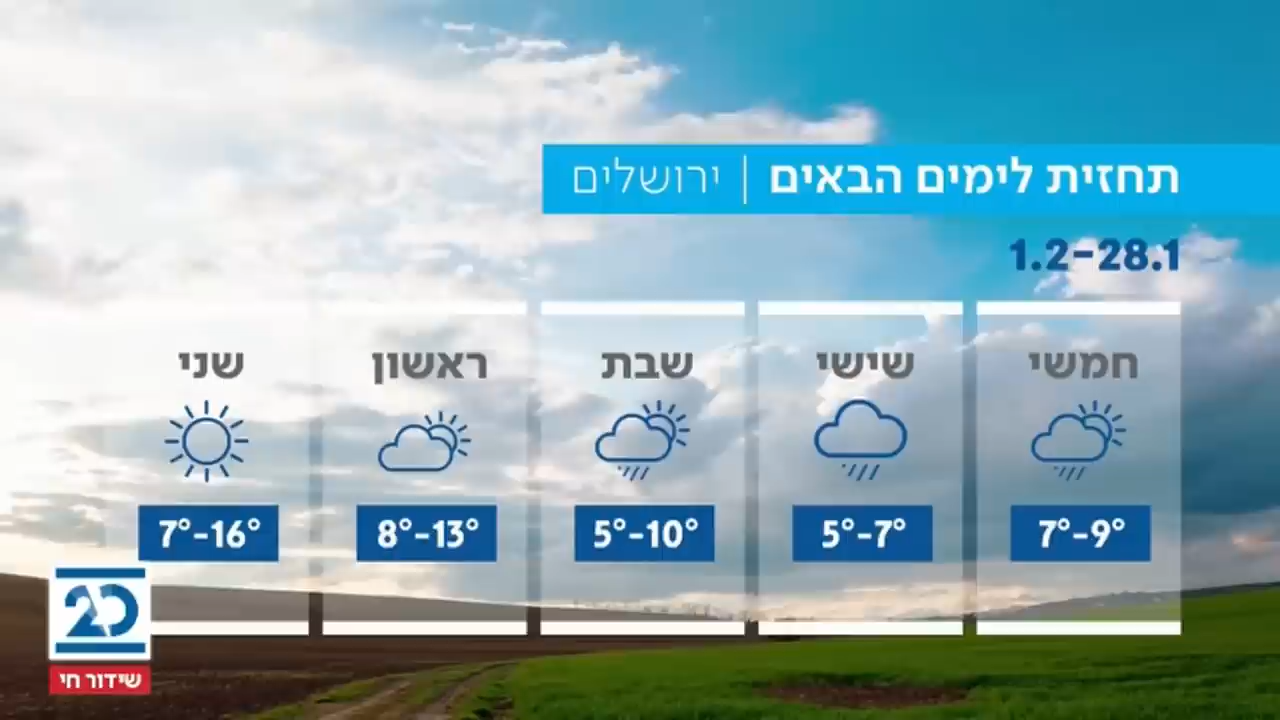 תחזית לימים הבאים | ירושלים
1.2-28.1
חמשי
7°-9°
שישי
5°-7°
שבת
5°-10°
ראשון
8°-13°
שני
7°-16°
20
שידור חי